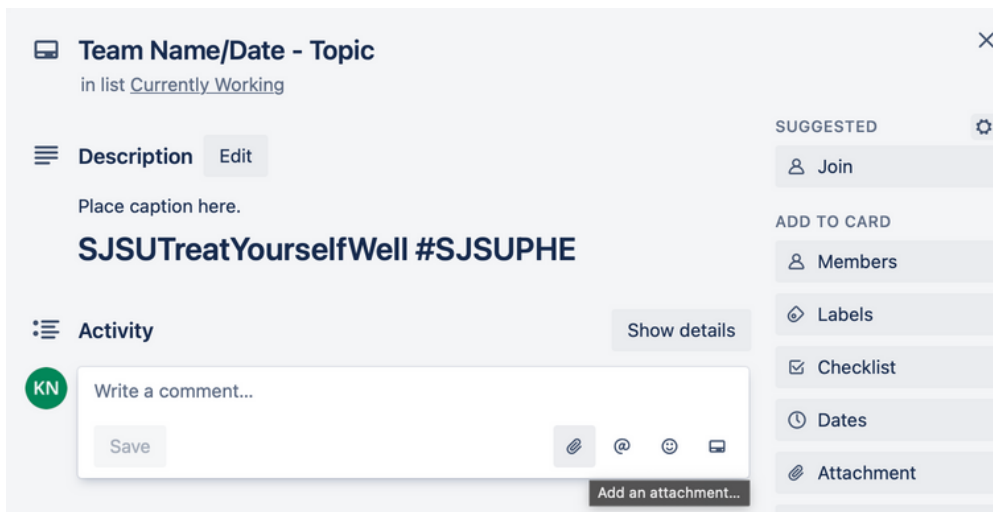 Team Name/Date - Topic
in list Currently Working
Description
Edit
Place caption here.
SJSUTreatYourselfWell #SJSUPHE
Activity
Show details
KN
Write a comment...
Save
@
Add an attachment...
SUGGESTED
Join
ADD TO CARD
Members
Labels
Checklist
Dates
Attachment